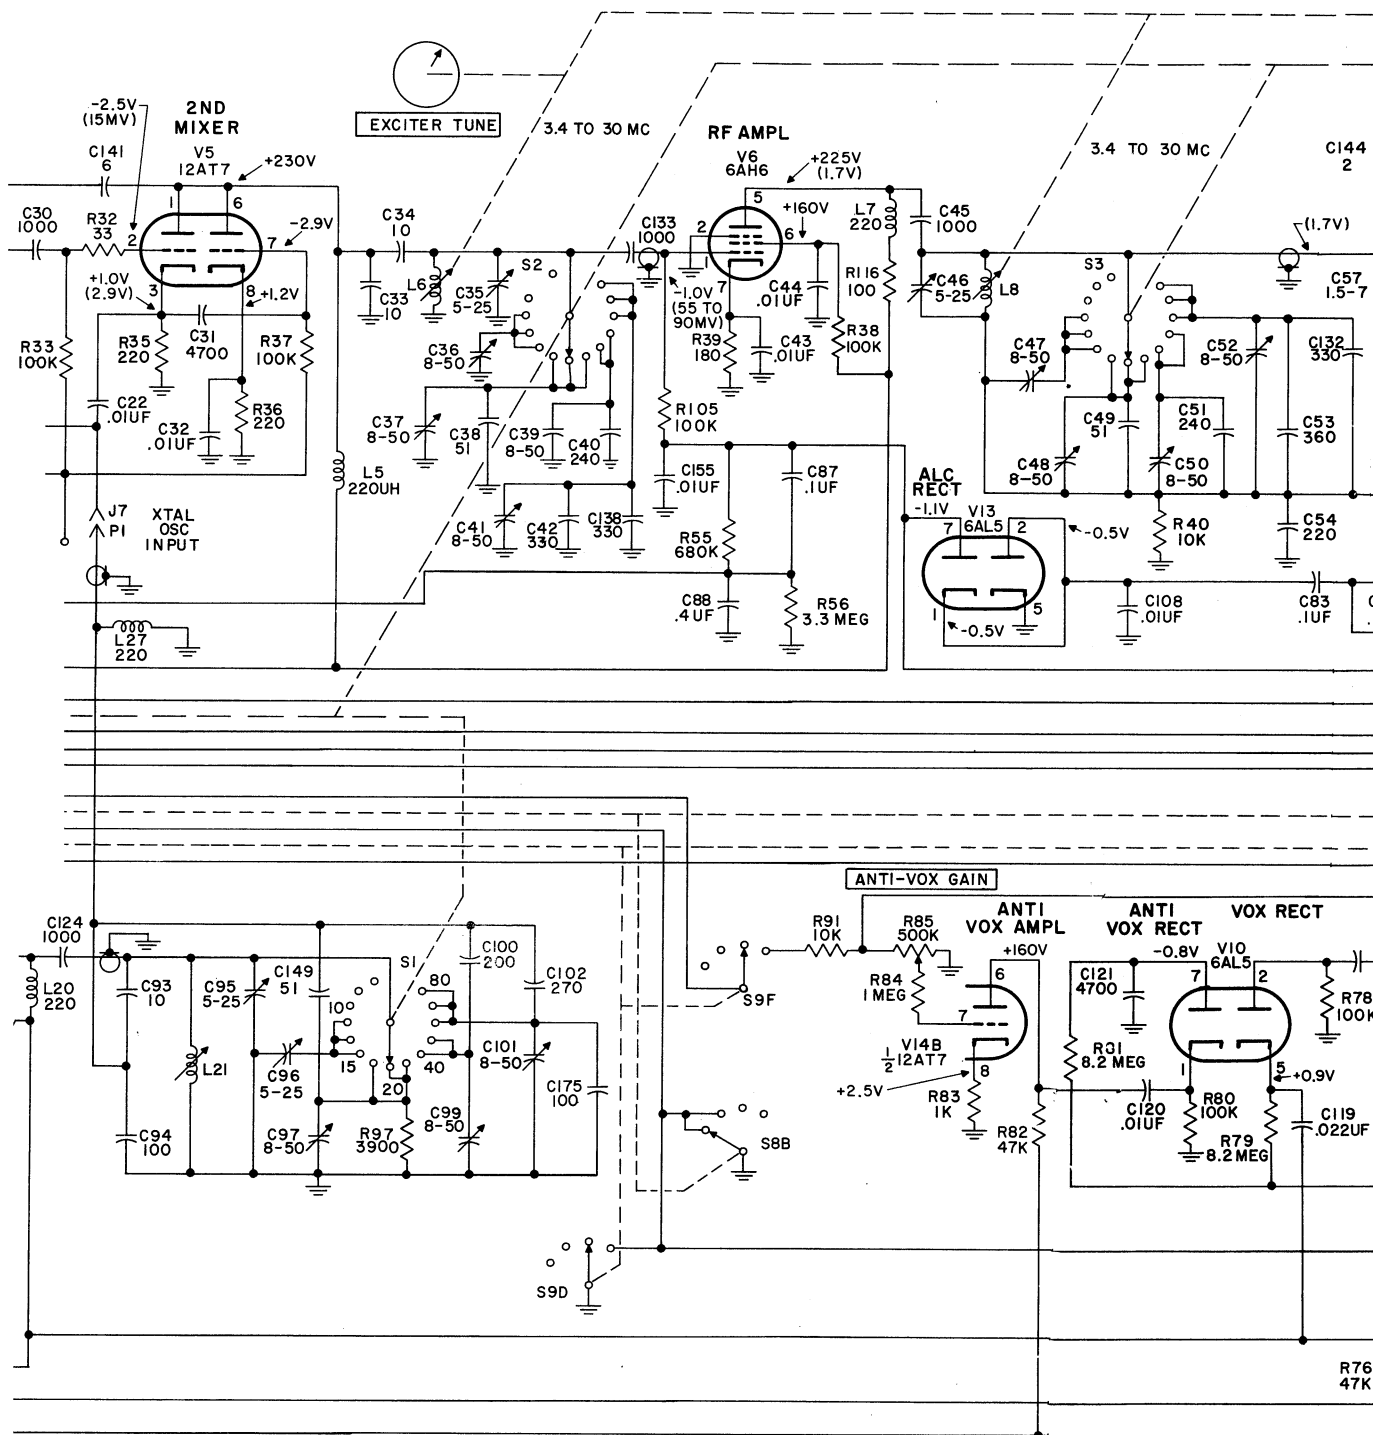 EXCITER TUNE
3.4 TO 30 MC
3.4 TO 30 MC
-2.5V
(15MV)
2ND
MIXER
V5
12AT7
+230V
C141
6
1
6
C30
1000
R32
33
2
7
-2.9V
+1.0V
(2.9V)
3
8
+1.2V
C31
4700
R33
100K
R35
220
R37
100K
C22
.01UF
C32
.01UF
R36
220
J7
P1
XTAL
OSC
INPUT
L27
220
L5
220UH
C34
10
C33
10
L6
C35
5-25
S2
C36
8-50
C37
8-50
C38
51
C39
8-50
C40
240
C41
8-50
C42
330
C138
330
C133
1000
RF AMPL
V6
6AH6
+225V
(1.7V)
5
2
1
6
7
+160V
-1.0V
(55 TO
90MV)
R39
180
C43
.01UF
C44
.01UF
R38
100K
R116
100
L7
220
C45
1000
R105
100K
C155
.01UF
R55
680K
C87
.1UF
C88
.4UF
R56
3.3 MEG
C46
5-25
L8
S3
C47
8-50
C48
8-50
C49
51
C50
8-50
C51
240
C52
8-50
C53
360
C132
330
C54
220
R40
10K
C144
2
(1.7V)
C57
1.5-7
ALC
RECT
-1.1V
V13
6AL5
7
2
-0.5V
1
5
-0.5V
C108
.01UF
C83
.1UF
C124
1000
L20
220
C93
10
C94
100
L21
C95
5-25
C96
5-25
C149
51
C97
8-50
S1
10
15
20
40
80
R97
3900
C99
8-50
C100
200
C101
8-50
C102
270
C175
100
S9F
S8B
S9D
ANTI-VOX GAIN
R91
10K
R85
500K
R84
1 MEG
ANTI
VOX AMPL
+160V
6
7
8
V14B
1/2 12AT7
+2.5V
R83
1K
R82
47K
ANTI
VOX RECT
VOX RECT
-0.8V
V10
6AL5
7
2
1
5
+0.9V
C121
4700
R81
8.2 MEG
C120
.01UF
R80
100K
R79
8.2 MEG
C119
.022UF
R78
100K
R76
47K